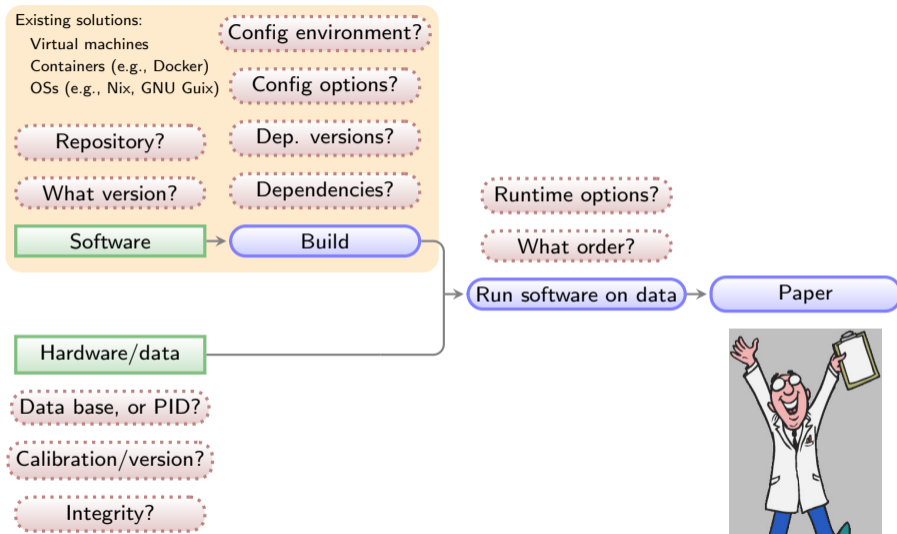 Existing solutions:
Virtual machines
Containers (e.g., Docker)
OSs (e.g., Nix, GNU Guix)
Config environment?
Config options?
Repository?
Dep. versions?
What version?
Dependencies?
Software
Build
Runtime options?
What order?
Run software on data
Paper
Hardware/data
Data base, or PID?
Calibration/version?
Integrity?